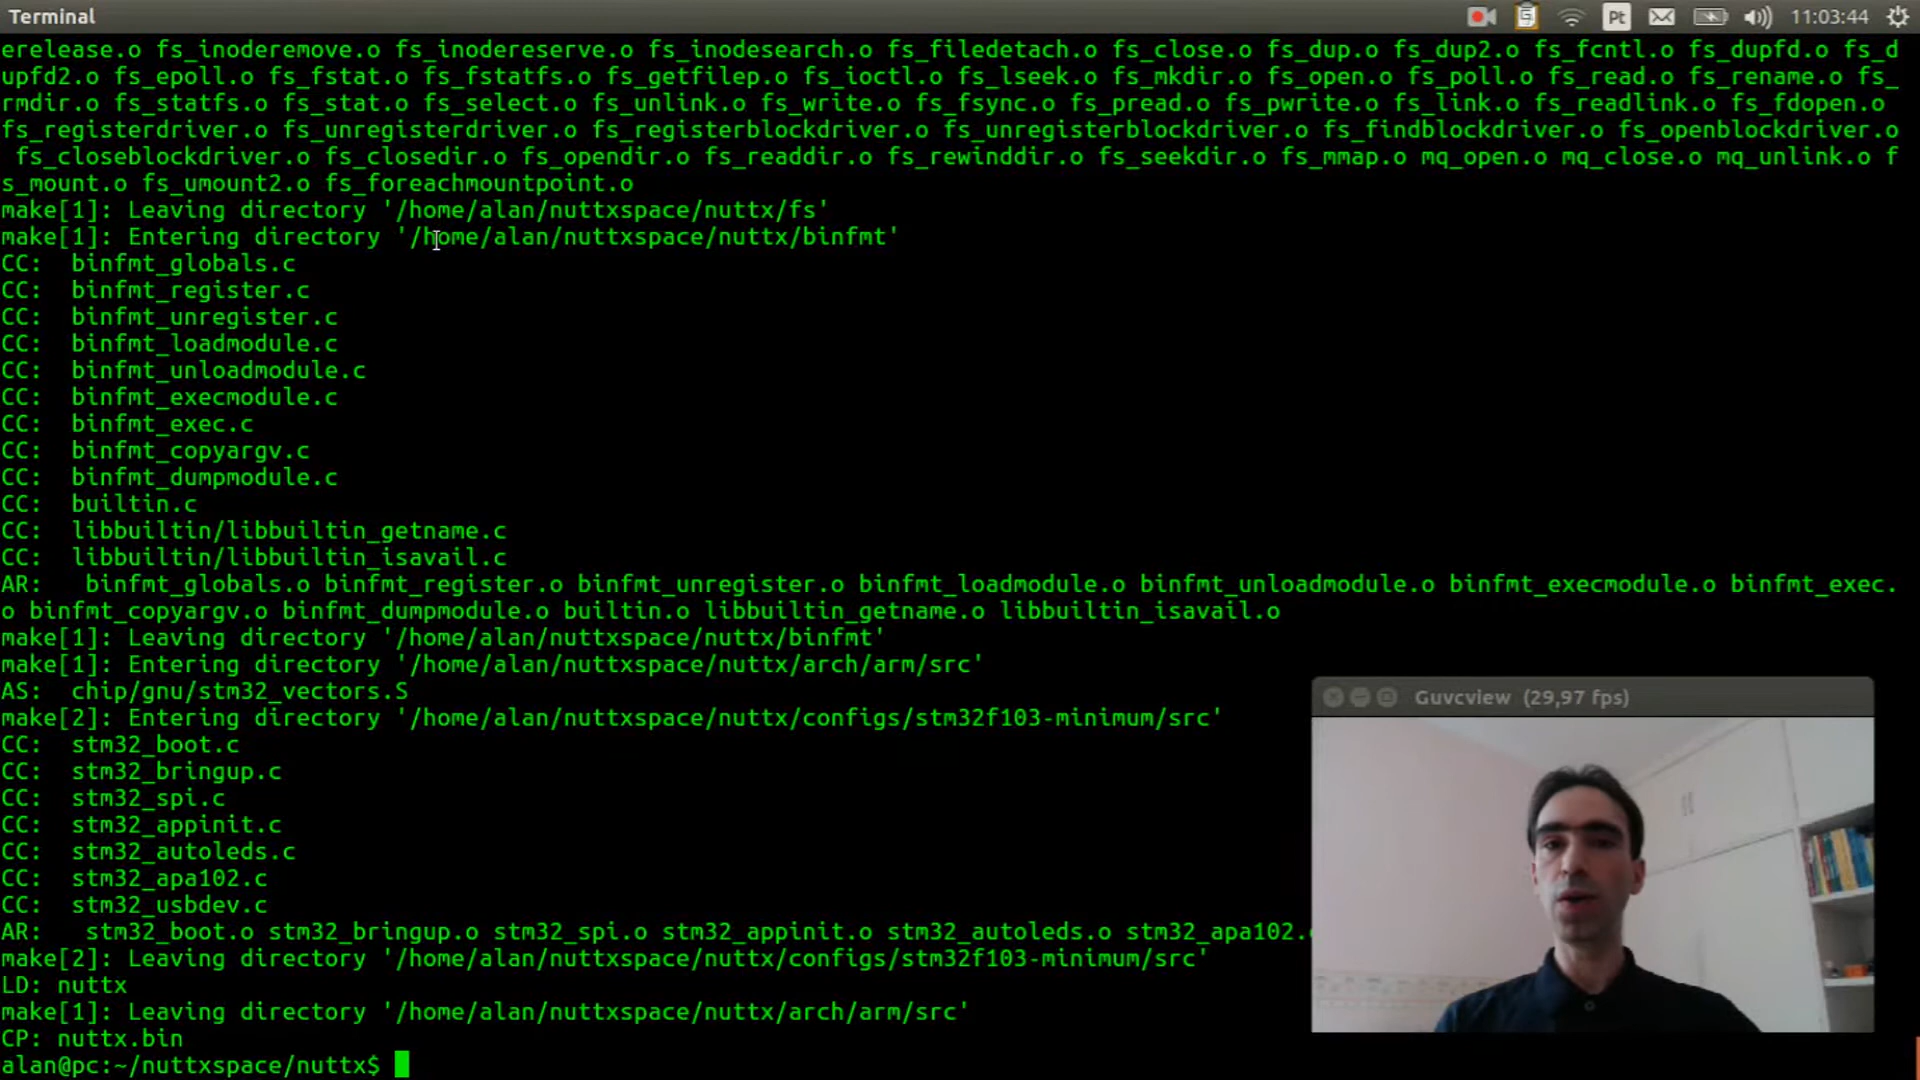 Terminal
Pt
11:03:44
erelease.o fs_inoderemove.o fs_inodereserve.o fs_inodesearch.o fs_filedetach.o fs_close.o fs_dup.o fs_dup2.o fs_fcntl.o fs_dupfd.o fs_d
upfd2.o fs_epoll.o fs_fstat.o fs_fstatfs.o fs_getfilep.o fs_ioctl.o fs_lseek.o fs_mkdir.o fs_open.o fs_poll.o fs_read.o fs_rename.o fs_
rmdir.o fs_statfs.o fs_stat.o fs_select.o fs_unlink.o fs_write.o fs_fsync.o fs_pread.o fs_pwrite.o fs_link.o fs_readlink.o fs_fdopen.o
fs_registerdriver.o fs_unregisterdriver.o fs_registerblockdriver.o fs_unregisterblockdriver.o fs_findblockdriver.o fs_openblockdriver.o
fs_closeblockdriver.o fs_closedir.o fs_opendir.o fs_readdir.o fs_rewinddir.o fs_seekdir.o fs_mmap.o mq_open.o mq_close.o mq_unlink.o f
s_mount.o fs_umount2.o fs_foreachmountpoint.o
make[1]: Leaving directory '/home/alan/nuttxspace/nuttx/fs'
make[1]: Entering directory '/home/alan/nuttxspace/nuttx/binfmt'
CC:  binfmt_globals.c
CC:  binfmt_register.c
CC:  binfmt_unregister.c
CC:  binfmt_loadmodule.c
CC:  binfmt_unloadmodule.c
CC:  binfmt_execmodule.c
CC:  binfmt_exec.c
CC:  binfmt_copyargv.c
CC:  binfmt_dumpmodule.c
CC:  builtin.c
CC:  libbuiltin/libbuiltin_getname.c
CC:  libbuiltin/libbuiltin_isavail.c
AR:   binfmt_globals.o binfmt_register.o binfmt_unregister.o binfmt_loadmodule.o binfmt_unloadmodule.o binfmt_execmodule.o binfmt_exec.
o binfmt_copyargv.o binfmt_dumpmodule.o builtin.o libbuiltin_getname.o libbuiltin_isavail.o
make[1]: Leaving directory '/home/alan/nuttxspace/nuttx/binfmt'
make[1]: Entering directory '/home/alan/nuttxspace/nuttx/arch/arm/src'
AS:  chip/gnu/stm32_vectors.S
make[2]: Entering directory '/home/alan/nuttxspace/nuttx/configs/stm32f103-minimum/src'
CC:  stm32_boot.c
CC:  stm32_bringup.c
CC:  stm32_spi.c
CC:  stm32_appinit.c
CC:  stm32_autoleds.c
CC:  stm32_apa102.c
CC:  stm32_usbdev.c
AR:   stm32_boot.o stm32_bringup.o stm32_spi.o stm32_appinit.o stm32_autoleds.o stm32_apa102.
make[2]: Leaving directory '/home/alan/nuttxspace/nuttx/configs/stm32f103-minimum/src'
LD: nuttx
make[1]: Leaving directory '/home/alan/nuttxspace/nuttx/arch/arm/src'
CP: nuttx.bin
alan@pc:~/nuttxspace/nuttx$
Guvcview (29,97 fps)